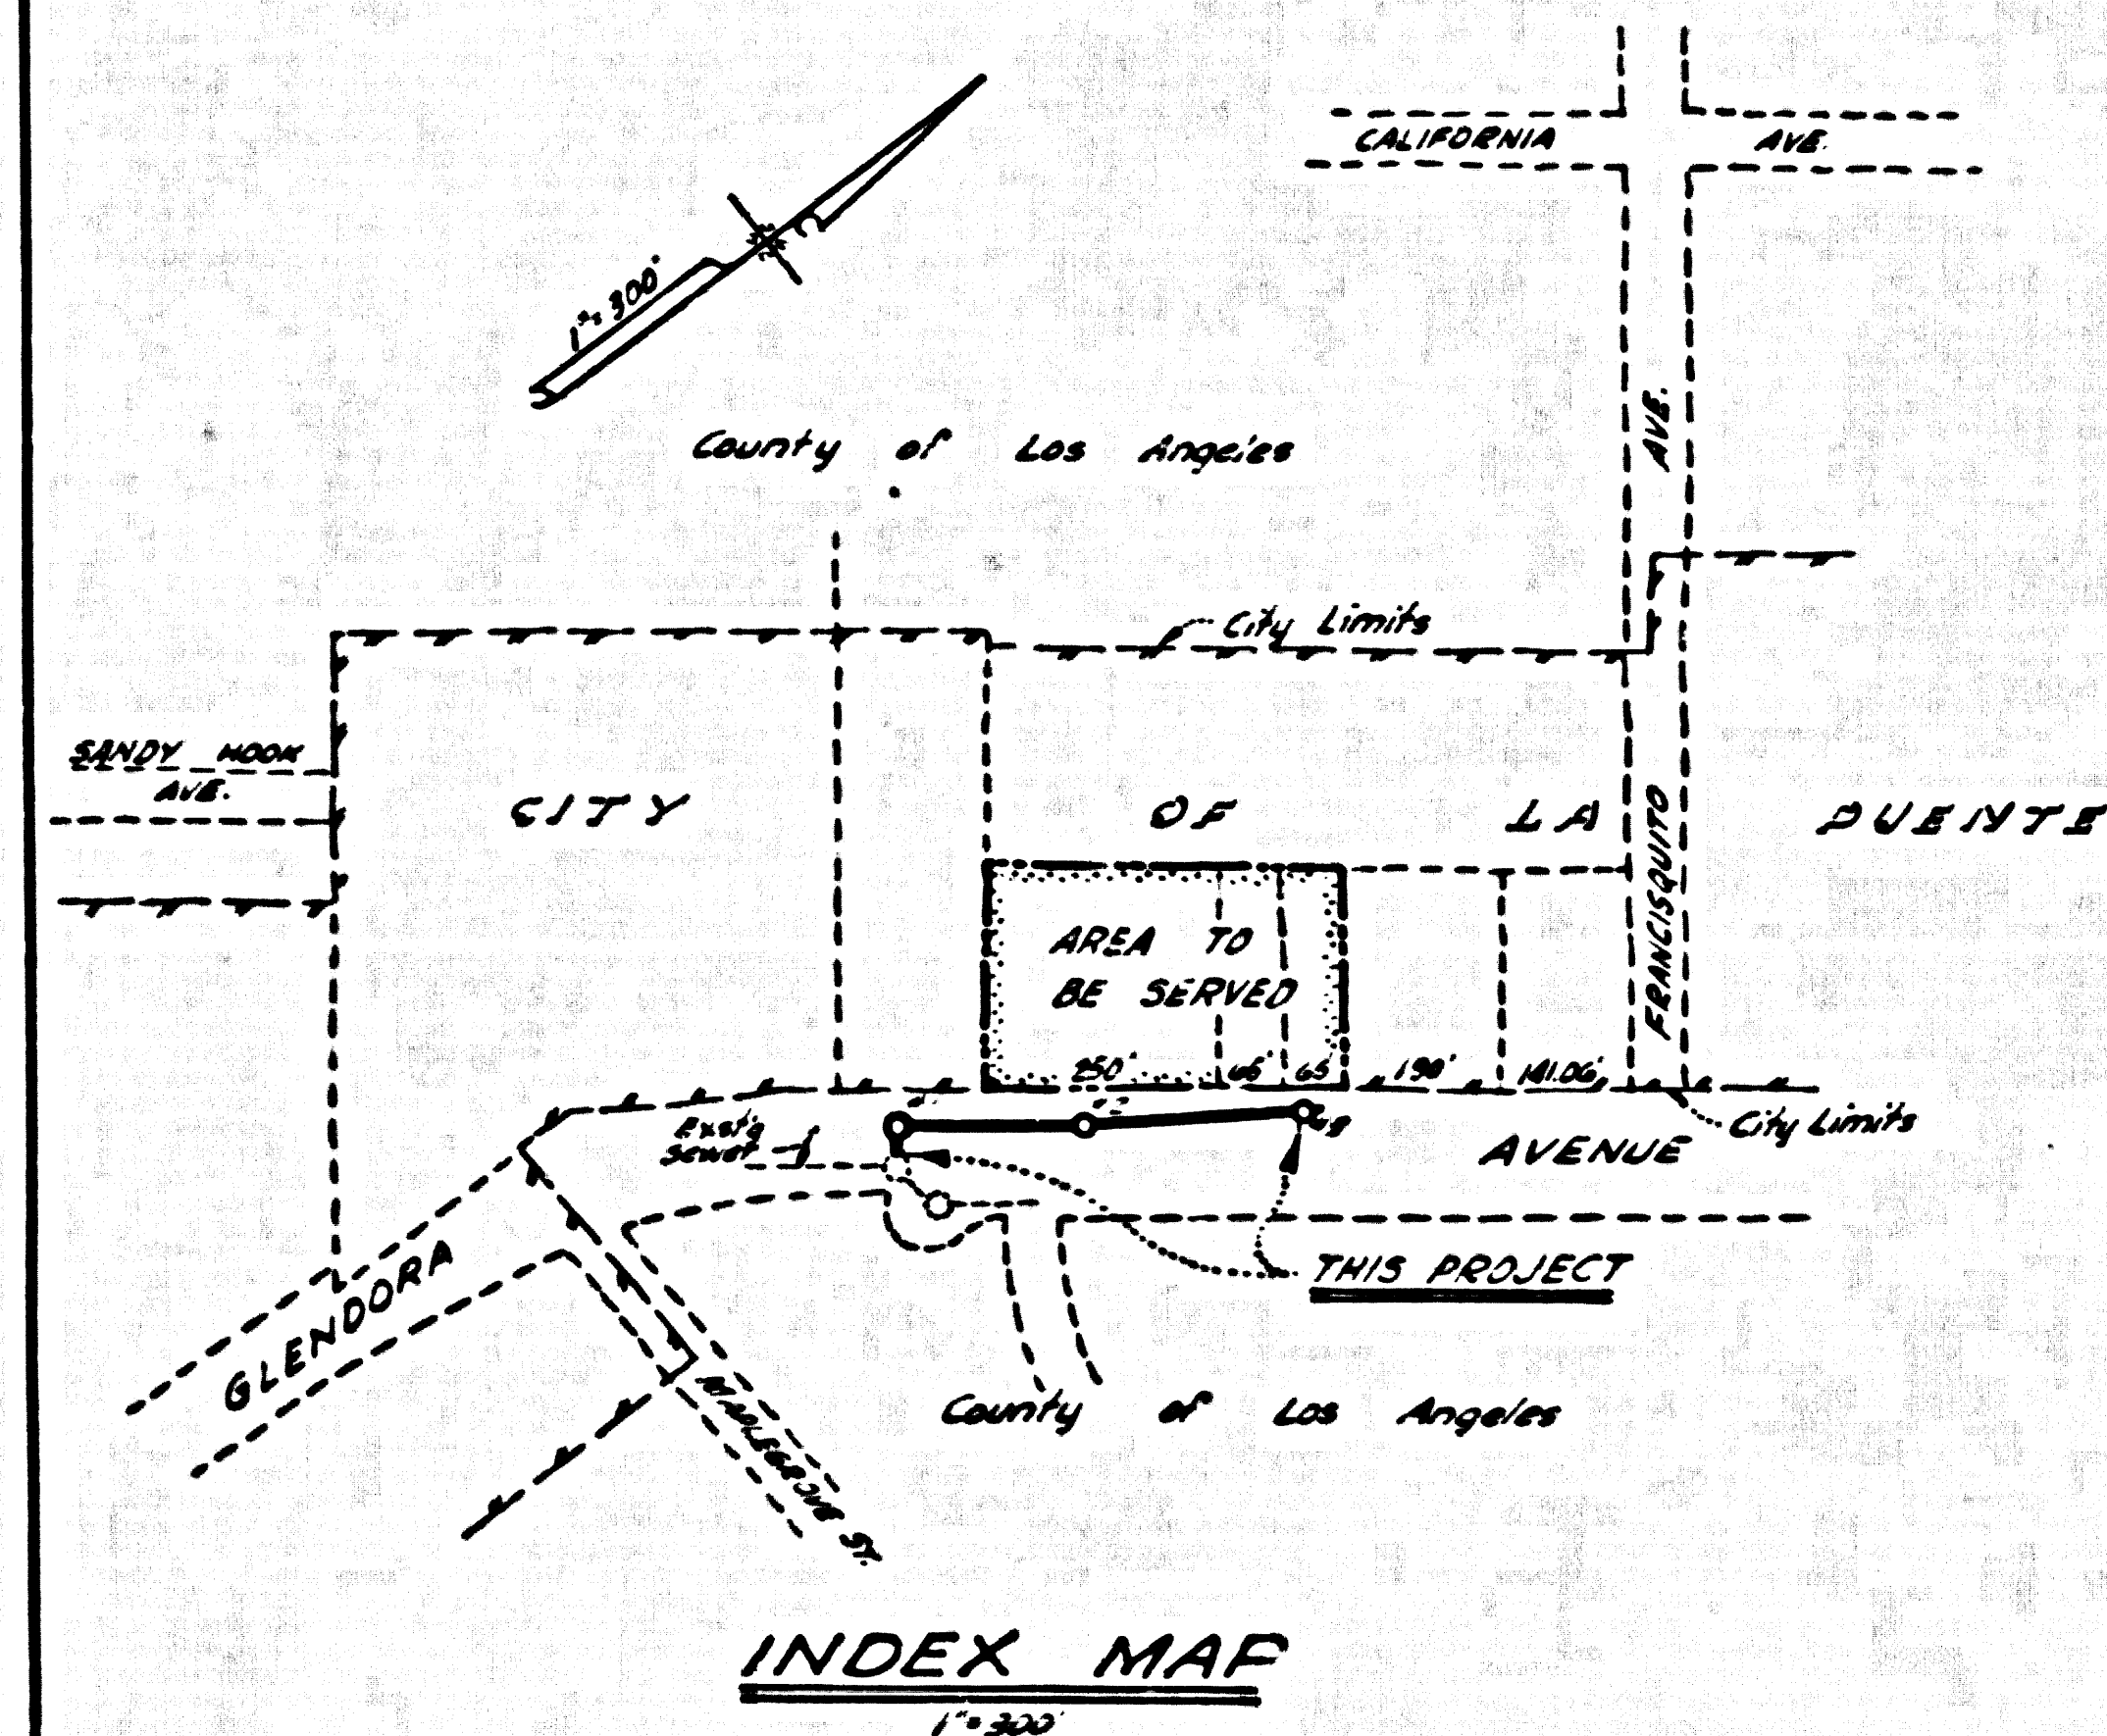 CALIFORNIA AVE.
1"=300'
AVE.
County of Los Angeles
City Limits
SANDY HOOK
AVE.
CITY OF LA PUENTE
FRANCISQUITO
AREA TO
BE SERVED
250' 65' 190' 141.06'
Exst'g
Sewer
AVENUE
City Limits
THIS PROJECT
GLENDORA
MAPLEGROVE ST.
County of Los Angeles
INDEX MAP
1"=300'